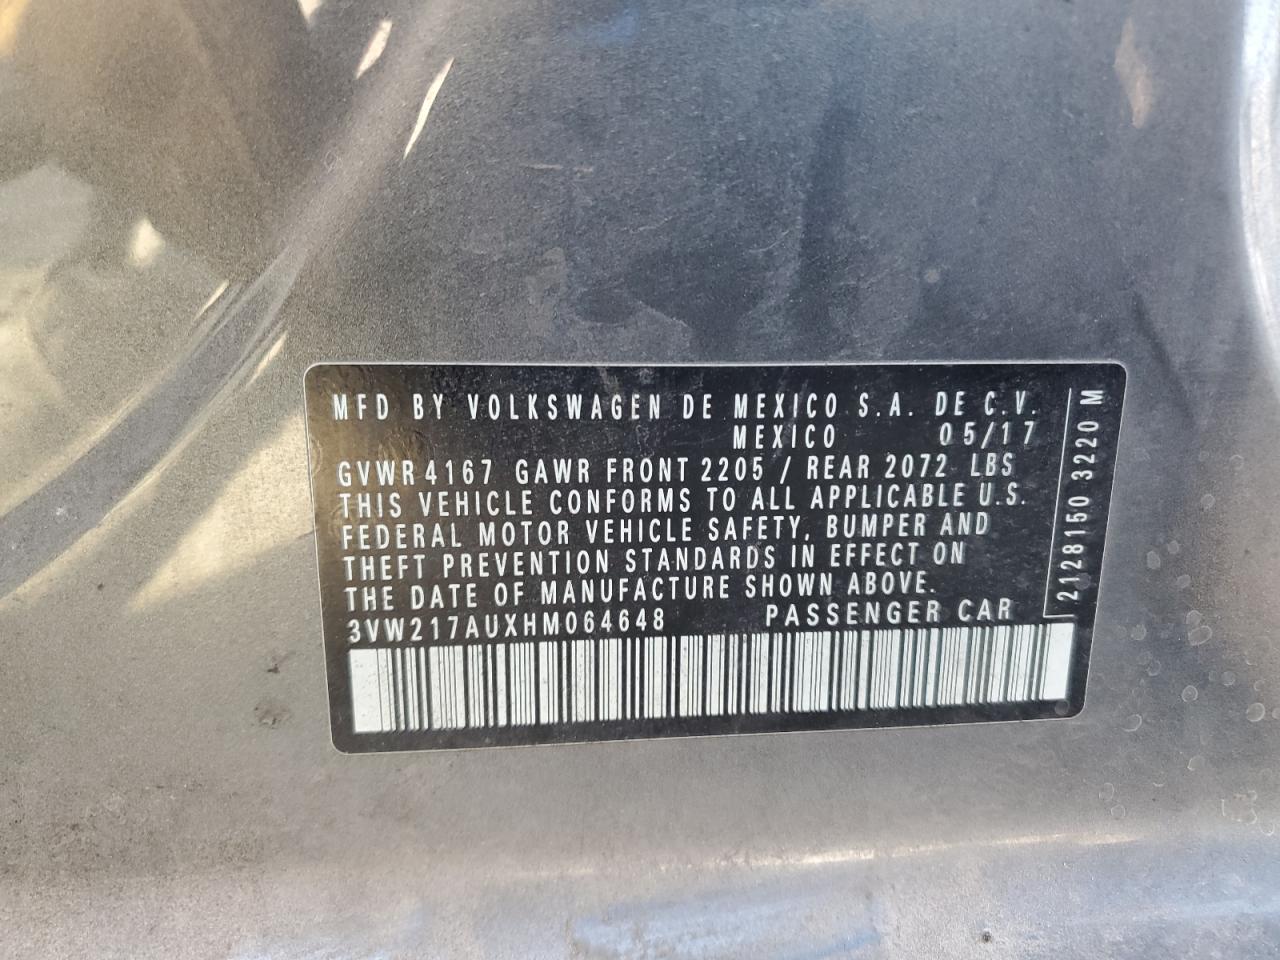 MFD BY VOLKSWAGEN DE MEXICO S.A. DE C.V.
MEXICO 05/17
GVWR 4167 GAWR FRONT 2205 / REAR 2072 LBS
THIS VEHICLE CONFORMS TO ALL APPLICABLE U.S.
FEDERAL MOTOR VEHICLE SAFETY, BUMPER AND
THEFT PREVENTION STANDARDS IN EFFECT ON
THE DATE OF MANUFACTURE SHOWN ABOVE.
3VW217AUXHM064648 PASSENGER CAR
2128150 3220 M